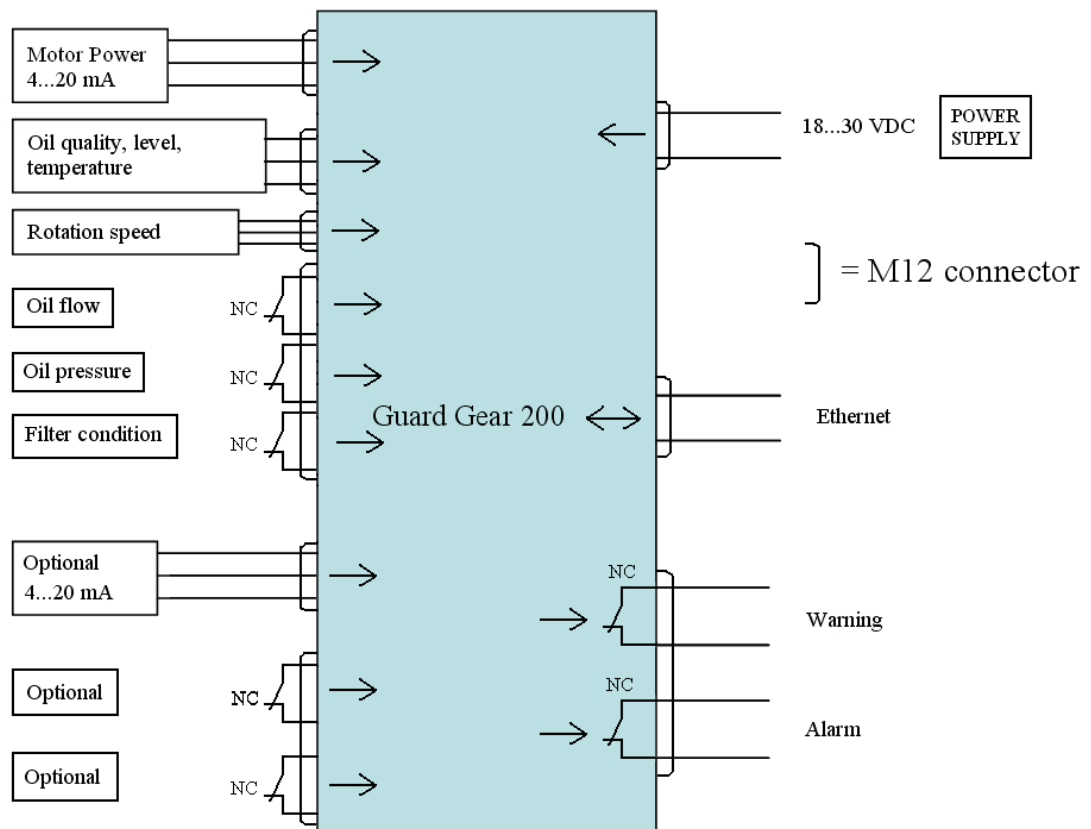 Motor Power
4...20 mA
Oil quality, level,
temperature
Rotation speed
Oil flow
NC
Oil pressure
NC
Filter condition
NC
Optional
4...20 mA
Optional
NC
Optional
NC
Guard Gear 200
18...30 VDC
POWER
SUPPLY
= M12 connector
Ethernet
NC
Warning
NC
Alarm